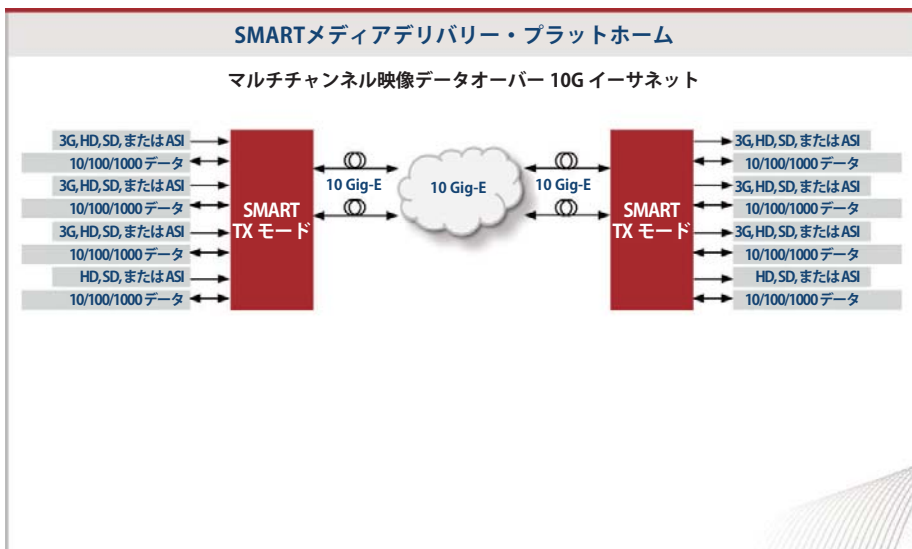 SMARTメディアデリバリー・プラットホーム
マルチチャンネル映像データオーバー 10G イーサネット
3G,HD,SD,またはASI
10/100/1000 データ
3G,HD,SD,またはASI
10/100/1000 データ
3G,HD,SD,またはASI
10/100/1000 データ
HD,SD,またはASI
10/100/1000 データ
SMART
TX モード
10 Gig-E
10 Gig-E
10 Gig-E
SMART
TX モード
3G,HD,SD,またはASI
10/100/1000 データ
3G,HD,SD,またはASI
10/100/1000 データ
3G,HD,SD,またはASI
10/100/1000 データ
HD,SD,またはASI
10/100/1000 データ